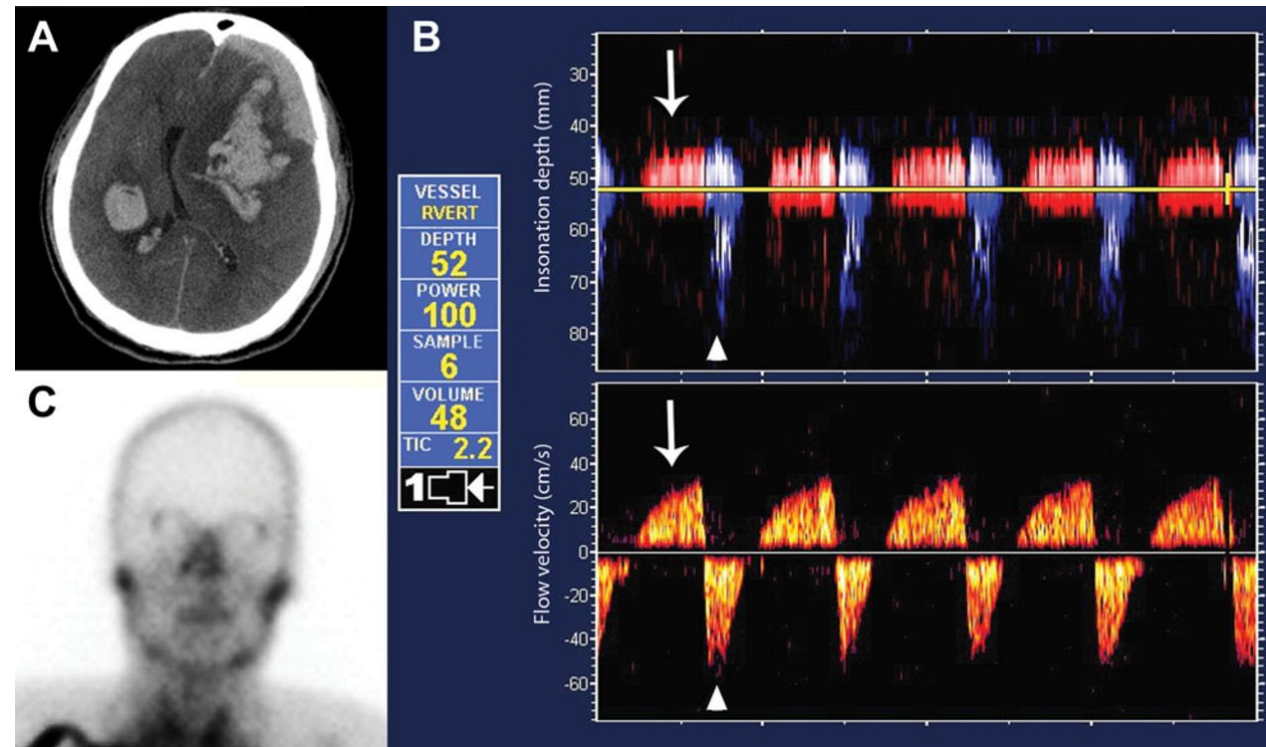 A
B
C
VESSEL
RVERT
DEPTH
52
POWER
100
SAMPLE
6
VOLUME
48
TIC 2.2
1
Insonation depth (mm)
30
40
50
60
70
80
Flow velocity (cm/s)
60
40
20
0
-20
-40
-60